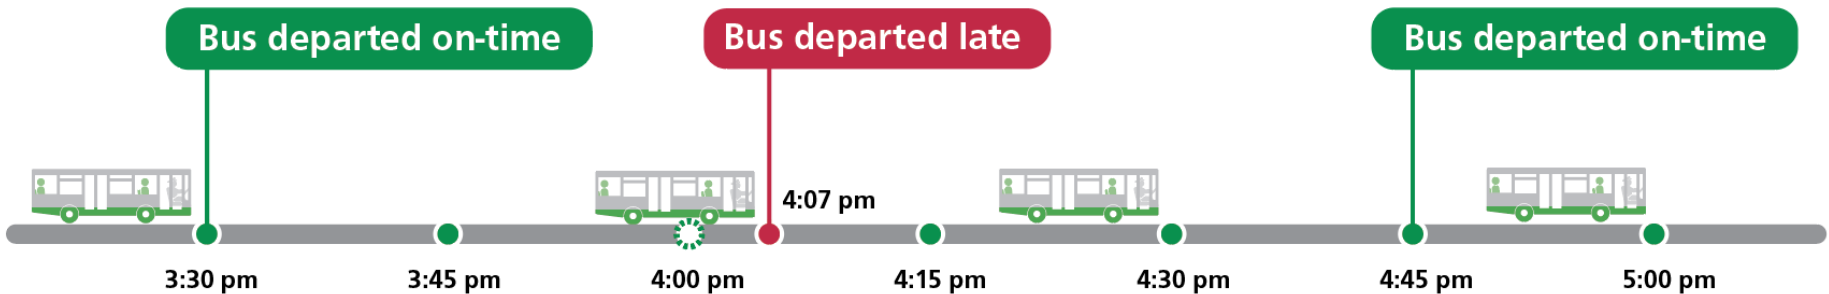 Bus departed on-time
Bus departed late
Bus departed on-time
4:07 pm
3:30 pm
3:45 pm
4:00 pm
4:15 pm
4:30 pm
4:45 pm
5:00 pm